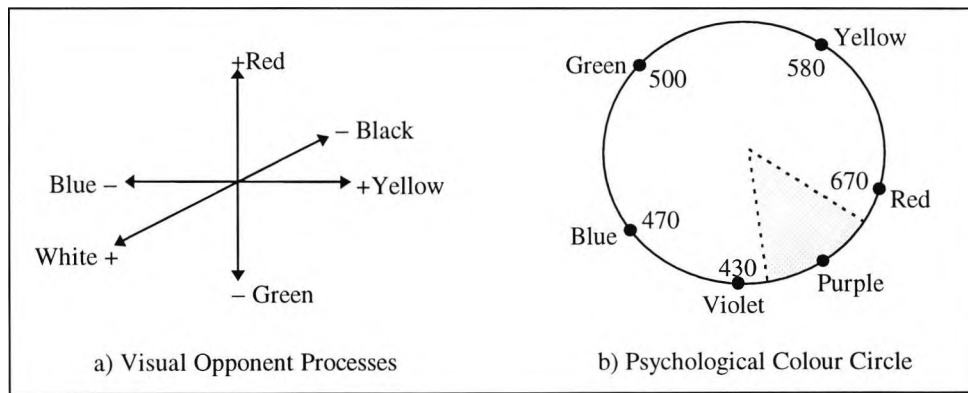 +Red
– Black
Blue –
+Yellow
White +
– Green
a) Visual Opponent Processes
Yellow
580
Green
500
670
Red
Blue
470
430
Violet
Purple
b) Psychological Colour Circle